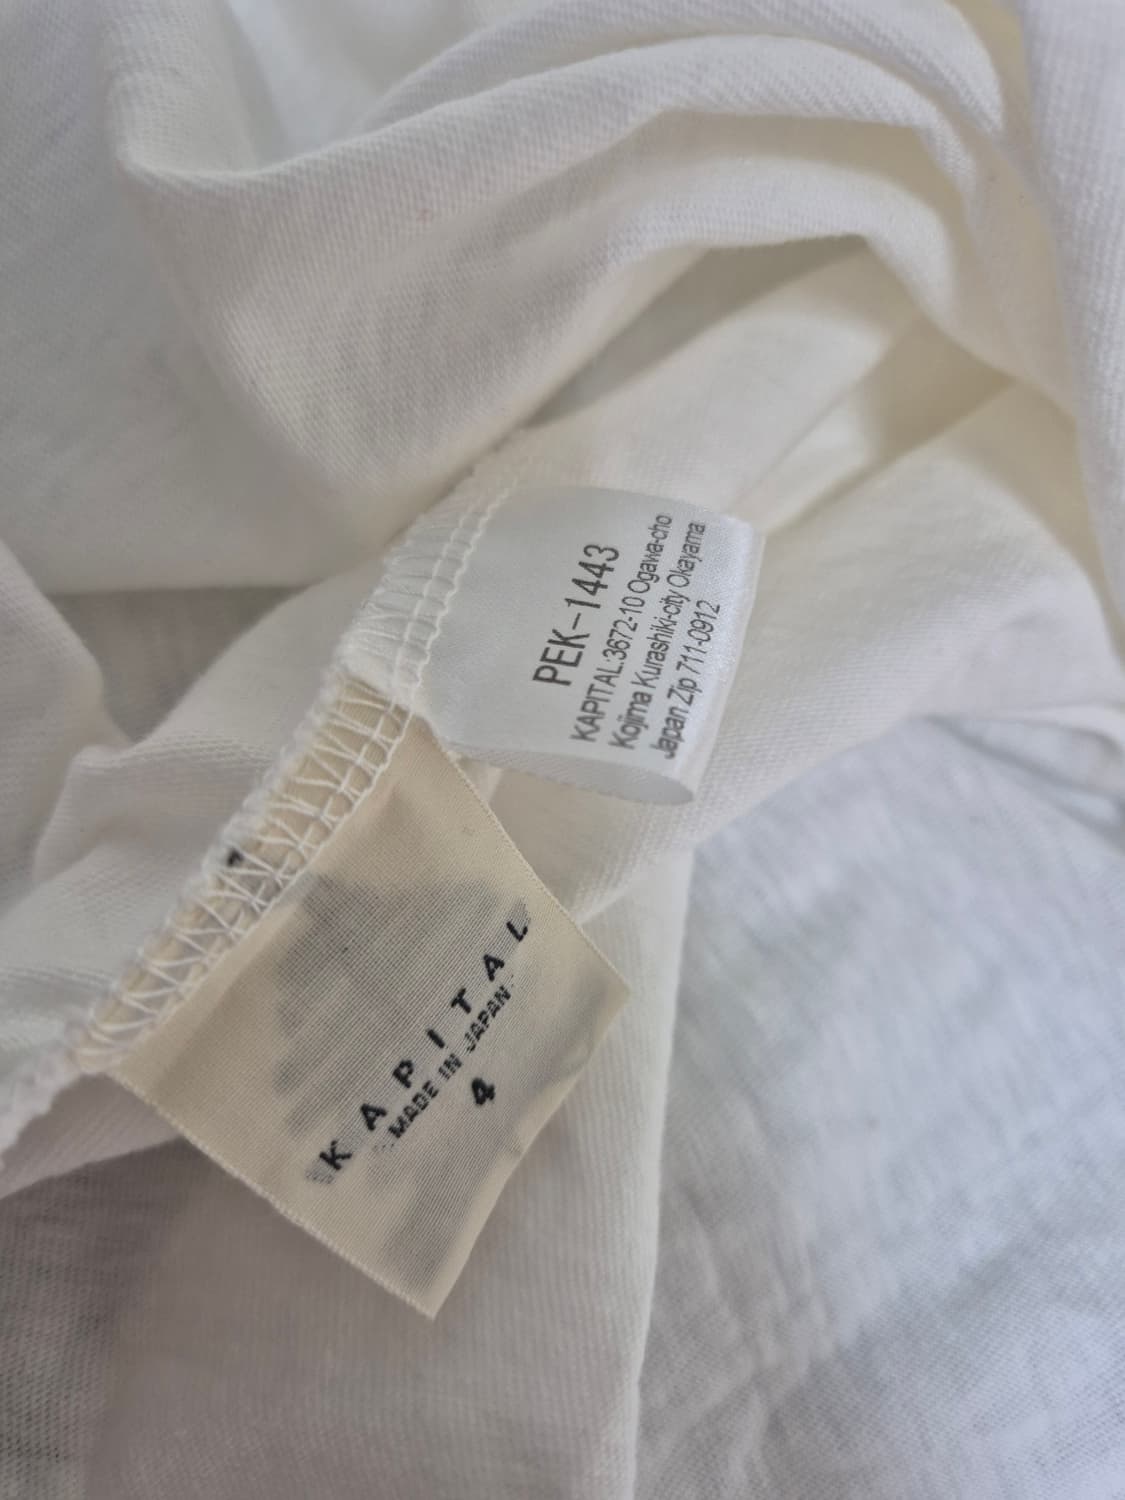 PEK-1443
KAPITAL:3672-10 Ogawa-cho
Kojima Kurashiki-city Okayama
Japan Zip 711-0912
KAPITAL
MADE IN JAPAN
4